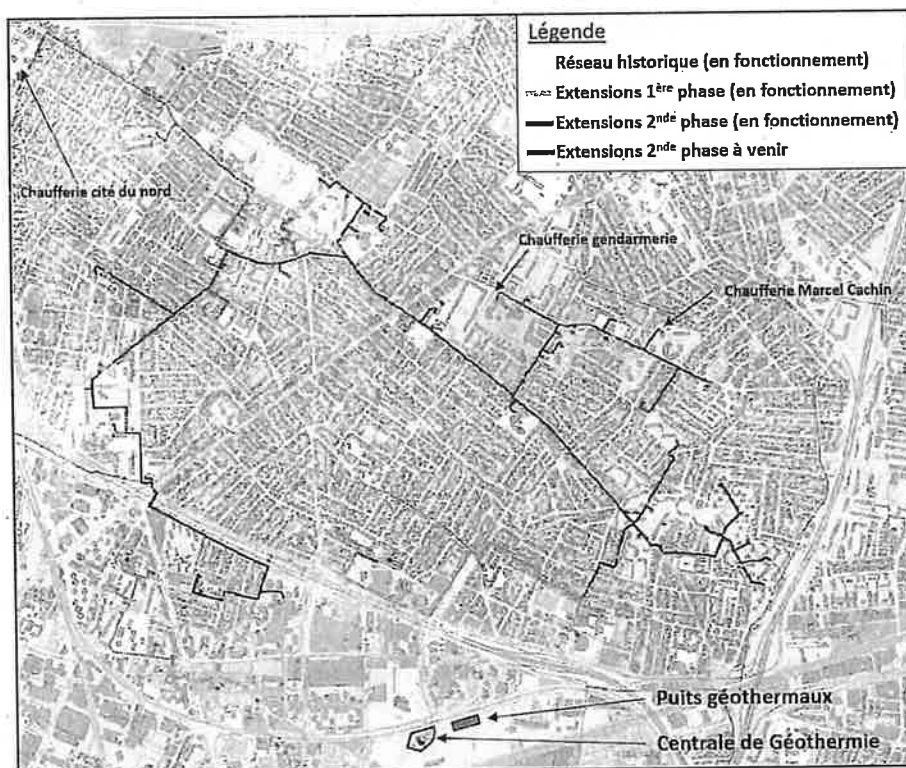 Légende
Réseau historique (en fonctionnement)
Extensions 1ère phase (en fonctionnement)
Extensions 2nde phase (en fonctionnement)
Extensions 2nde phase à venir
Chaufferie cité du nord
Chaufferie gendarmerie
Chaufferie Marcel Cachin
Puits géothermaux
Centrale de Géothermie